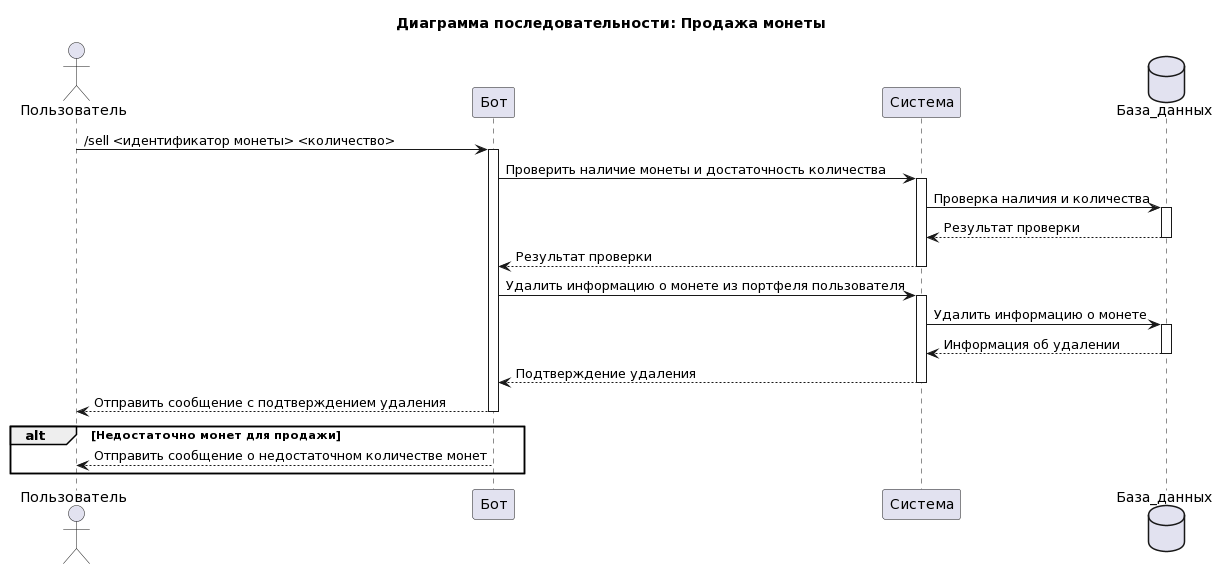 Диаграмма последовательности: Продажа монеты
Пользователь
Бот
Система
База_данных
/sell <идентификатор монеты> <количество>
Проверить наличие монеты и достаточность количества
Проверка наличия и количества
Результат проверки
Результат проверки
Удалить информацию о монете из портфеля пользователя
Удалить информацию о монете
Информация об удалении
Подтверждение удаления
Отправить сообщение с подтверждением удаления
alt [Недостаточно монет для продажи]
Отправить сообщение о недостаточном количестве монет
Пользователь
Бот
Система
База_данных